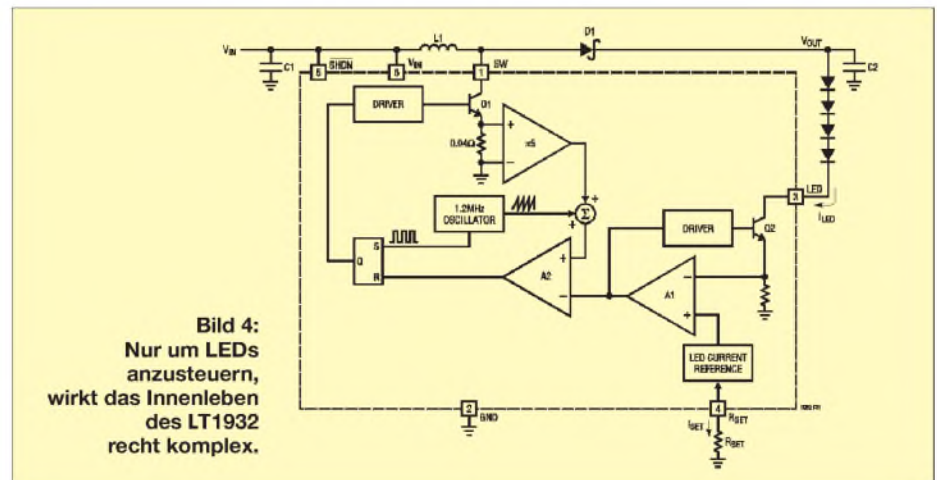 L1
D1
VIN
VOUT
C1
C2
5
SHDN
6
VIN
1
SW
DRIVER
Q1
0.04Ω
+
−
x5
+
Σ
+
1.2MHz
OSCILLATOR
S
Q
R
+
A2
−
DRIVER
Q2
3
LED
ILED
−
A1
+
LED CURRENT
REFERENCE
2
GND
4
RSET
ISET
RSET
Bild 4:
Nur um LEDs
anzusteuern,
wirkt das Innenleben
des LT1932
recht komplex.